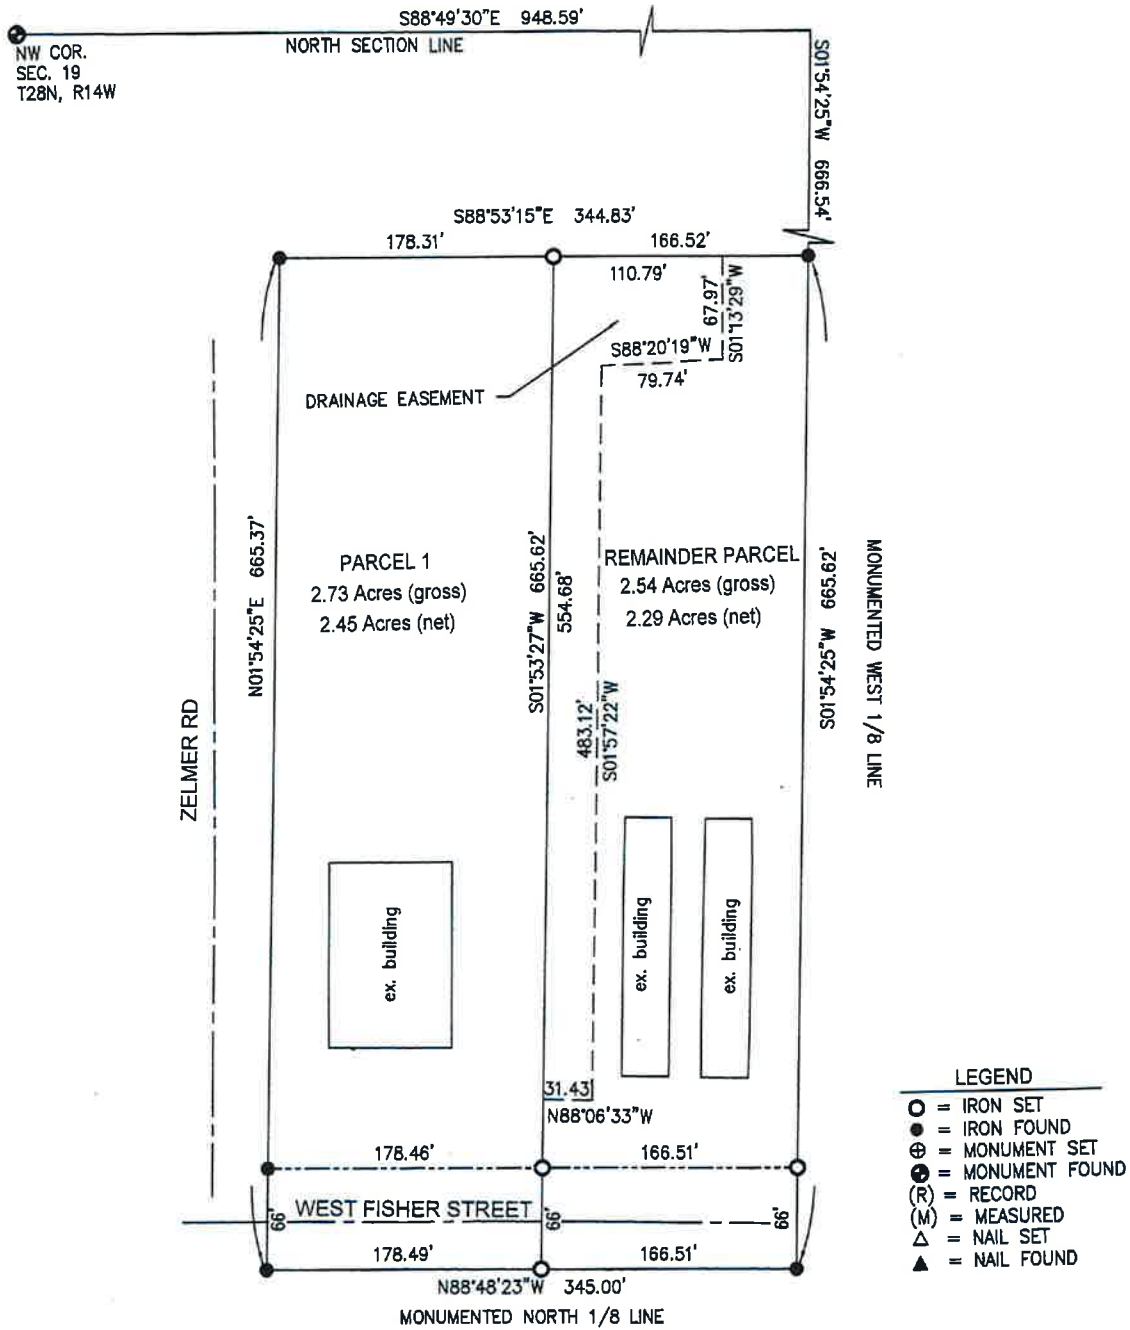 S88°49'30"E 948.59'
NORTH SECTION LINE
NW COR.
SEC. 19
T28N, R14W
S01°54'25"W 666.54'
S88°53'15"E 344.83'
178.31'
166.52'
110.79'
67.97'
S01°13'29"W
S88°20'19"W
79.74'
DRAINAGE EASEMENT
N01°54'25"E 665.37'
PARCEL 1
2.73 Acres (gross)
2.45 Acres (net)
S01°53'27"W 665.62'
554.68'
REMAINDER PARCEL
2.54 Acres (gross)
2.29 Acres (net)
S01°54'25"W 665.62'
MONUMENTED WEST 1/8 LINE
483.12'
S01°57'22"W
ZELMER RD
ex. building
ex. building
ex. building
31.43'
N88°06'33"W
178.46'
166.51'
WEST FISHER STREET
66'
66'
66'
178.49'
166.51'
N88°48'23"W 345.00'
MONUMENTED NORTH 1/8 LINE
LEGEND
= IRON SET
= IRON FOUND
= MONUMENT SET
= MONUMENT FOUND
(R) = RECORD
(M) = MEASURED
= NAIL SET
= NAIL FOUND